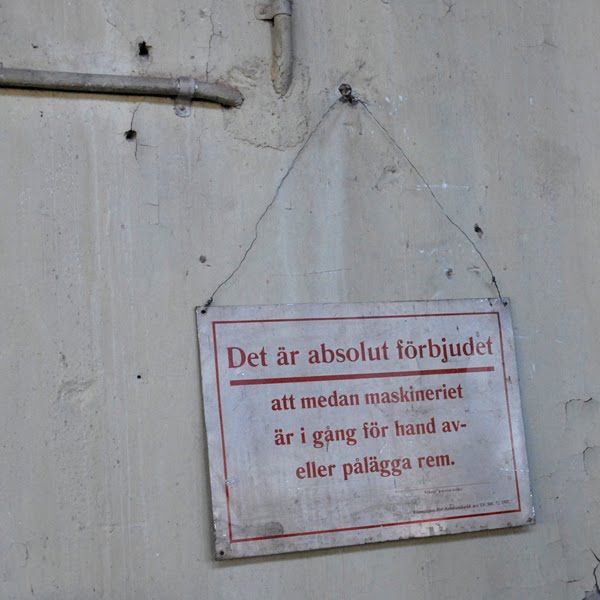 Det är absolut förbjudet
att medan maskineriet
är i gång för hand av-
eller pålägga rem.